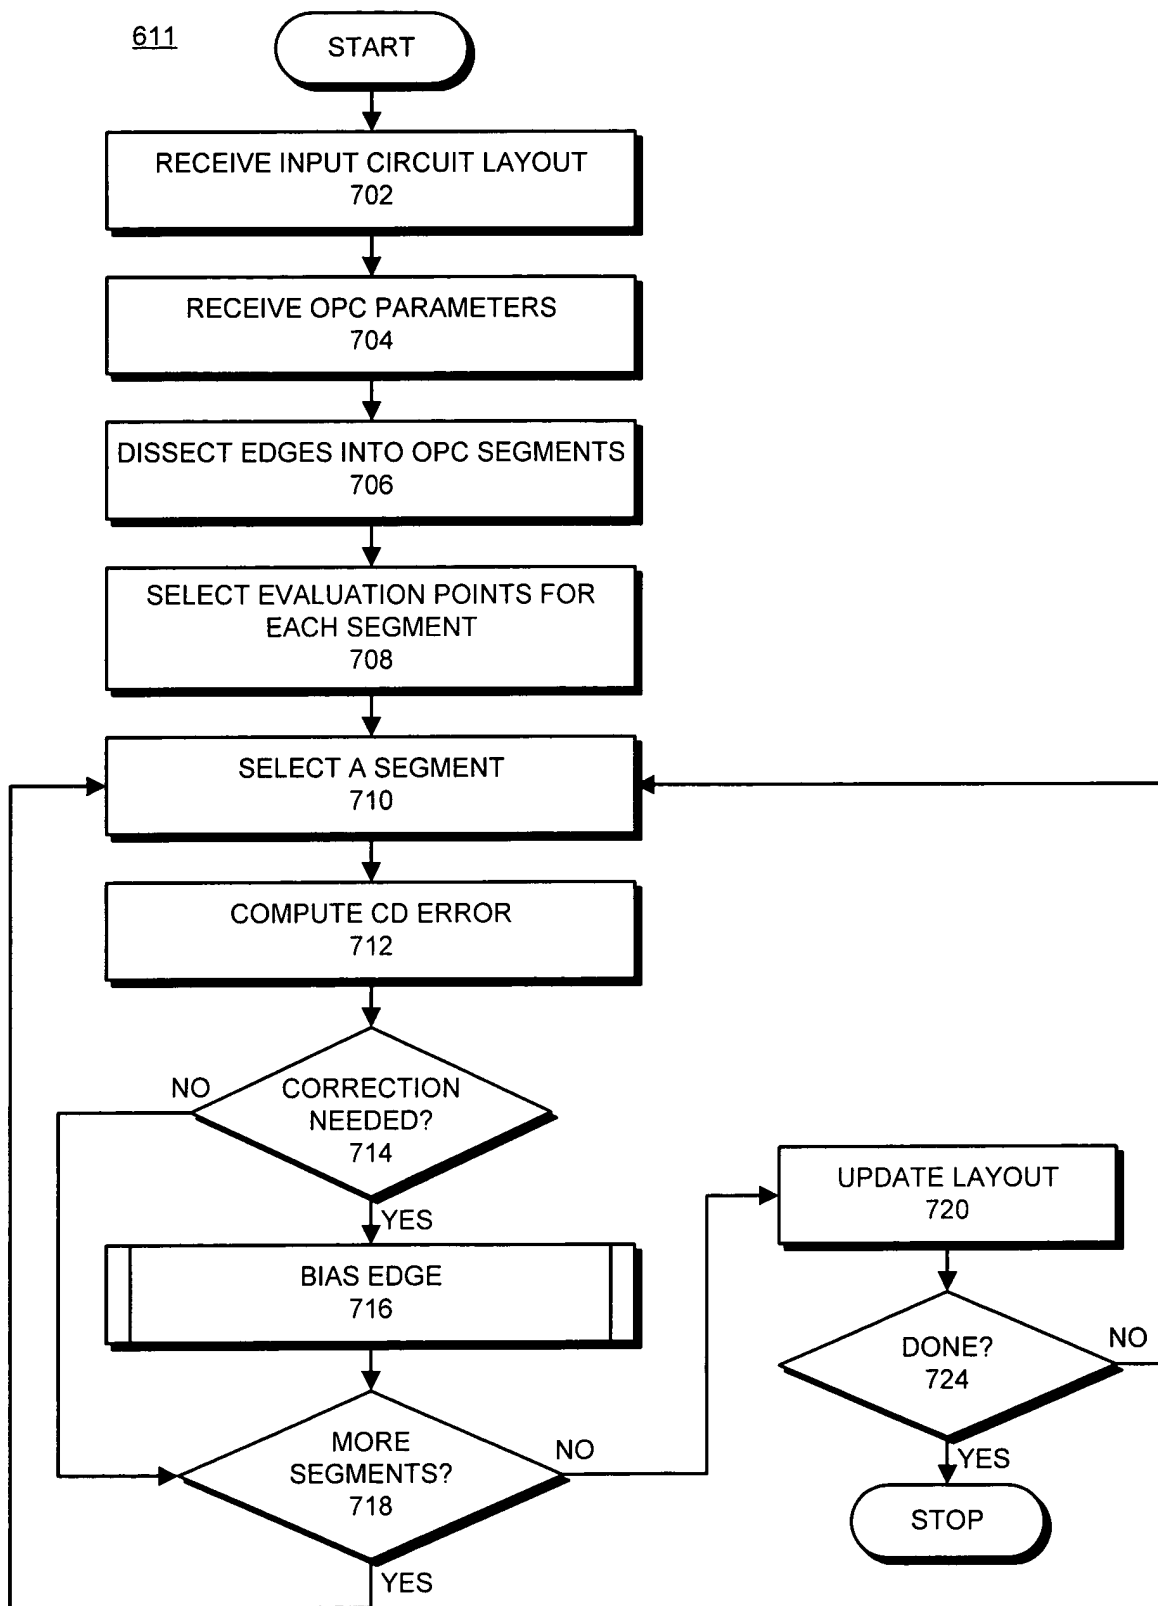 611
START
RECEIVE INPUT CIRCUIT LAYOUT
702
RECEIVE OPC PARAMETERS
704
DISSECT EDGES INTO OPC SEGMENTS
706
SELECT EVALUATION POINTS FOR
EACH SEGMENT
708
SELECT A SEGMENT
710
COMPUTE CD ERROR
712
NO
CORRECTION
NEEDED?
714
YES
BIAS EDGE
716
MORE
SEGMENTS?
718
NO
YES
UPDATE LAYOUT
720
DONE?
724
NO
YES
STOP